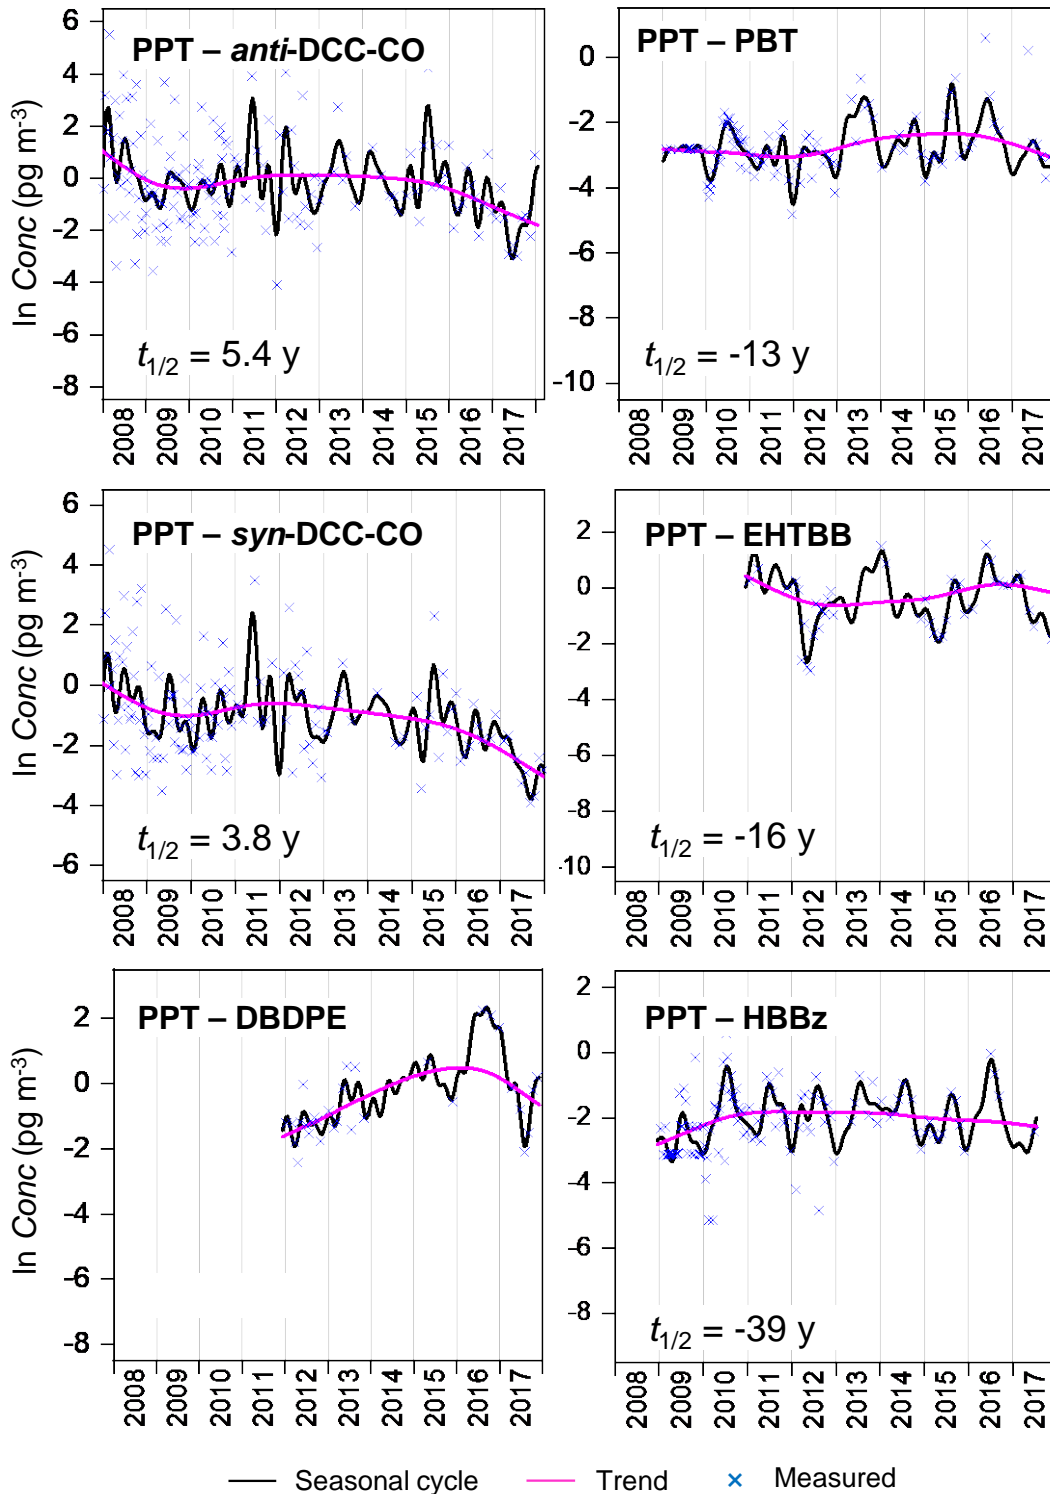 PPT – anti-DCC-CO
ln Conc (pg m-3)
6
4
2
0
-2
-4
-6
-8
t1/2 = 5.4 y
2008 2009 2010 2011 2012 2013 2014 2015 2016 2017
PPT – PBT
0
-2
-4
-6
-8
-10
t1/2 = -13 y
2008 2009 2010 2011 2012 2013 2014 2015 2016 2017
PPT – syn-DCC-CO
ln Conc (pg m-3)
6
4
2
0
-2
-4
-6
t1/2 = 3.8 y
2008 2009 2010 2011 2012 2013 2014 2015 2016 2017
PPT – EHTBB
2
0
-2
-4
-6
-8
-10
t1/2 = -16 y
2008 2009 2010 2011 2012 2013 2014 2015 2016 2017
PPT – DBDPE
ln Conc (pg m-3)
2
0
-2
-4
-6
-8
2008 2009 2010 2011 2012 2013 2014 2015 2016 2017
PPT – HBBz
2
0
-2
-4
-6
-8
t1/2 = -39 y
2008 2009 2010 2011 2012 2013 2014 2015 2016 2017
Seasonal cycle Trend Measured